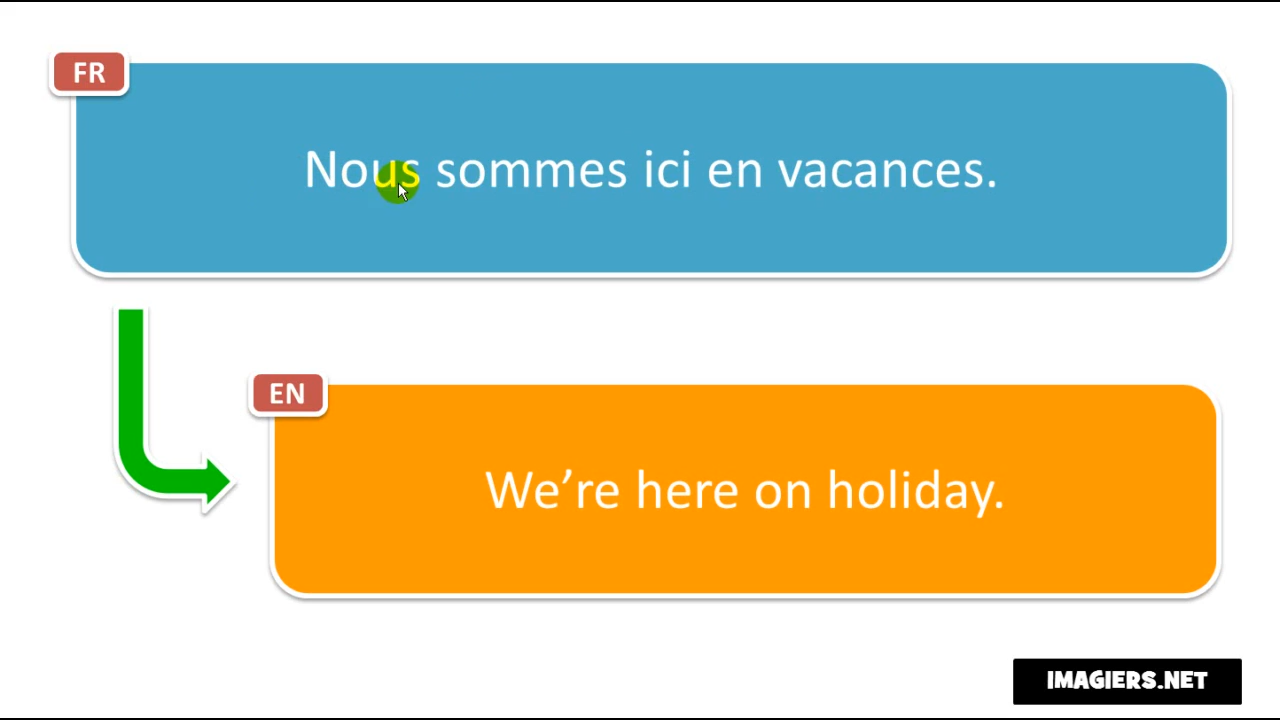 FR
Nous sommes ici en vacances.
EN
We’re here on holiday.
IMAGIERS.NET